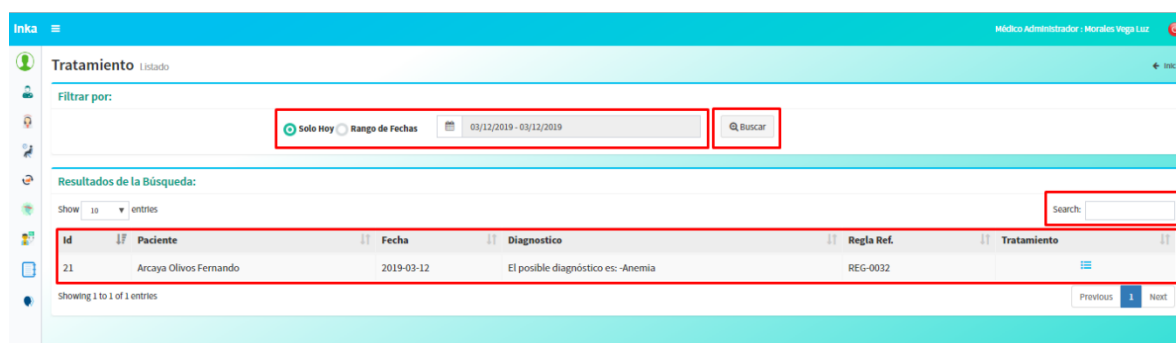 Inka Médico Administrador : Morales Vega Luz
Tratamiento Listado Inic
Filtrar por:
Solo Hoy Rango de Fechas 03/12/2019 - 03/12/2019 Buscar
Resultados de la Búsqueda:
Show 10 entries Search:
Id Paciente Fecha Diagnostico Regla Ref. Tratamiento
21 Arcaya Olivos Fernando 2019-03-12 El posible diagnóstico es: -Anemia REG-0032
Showing 1 to 1 of 1 entries Previous 1 Next